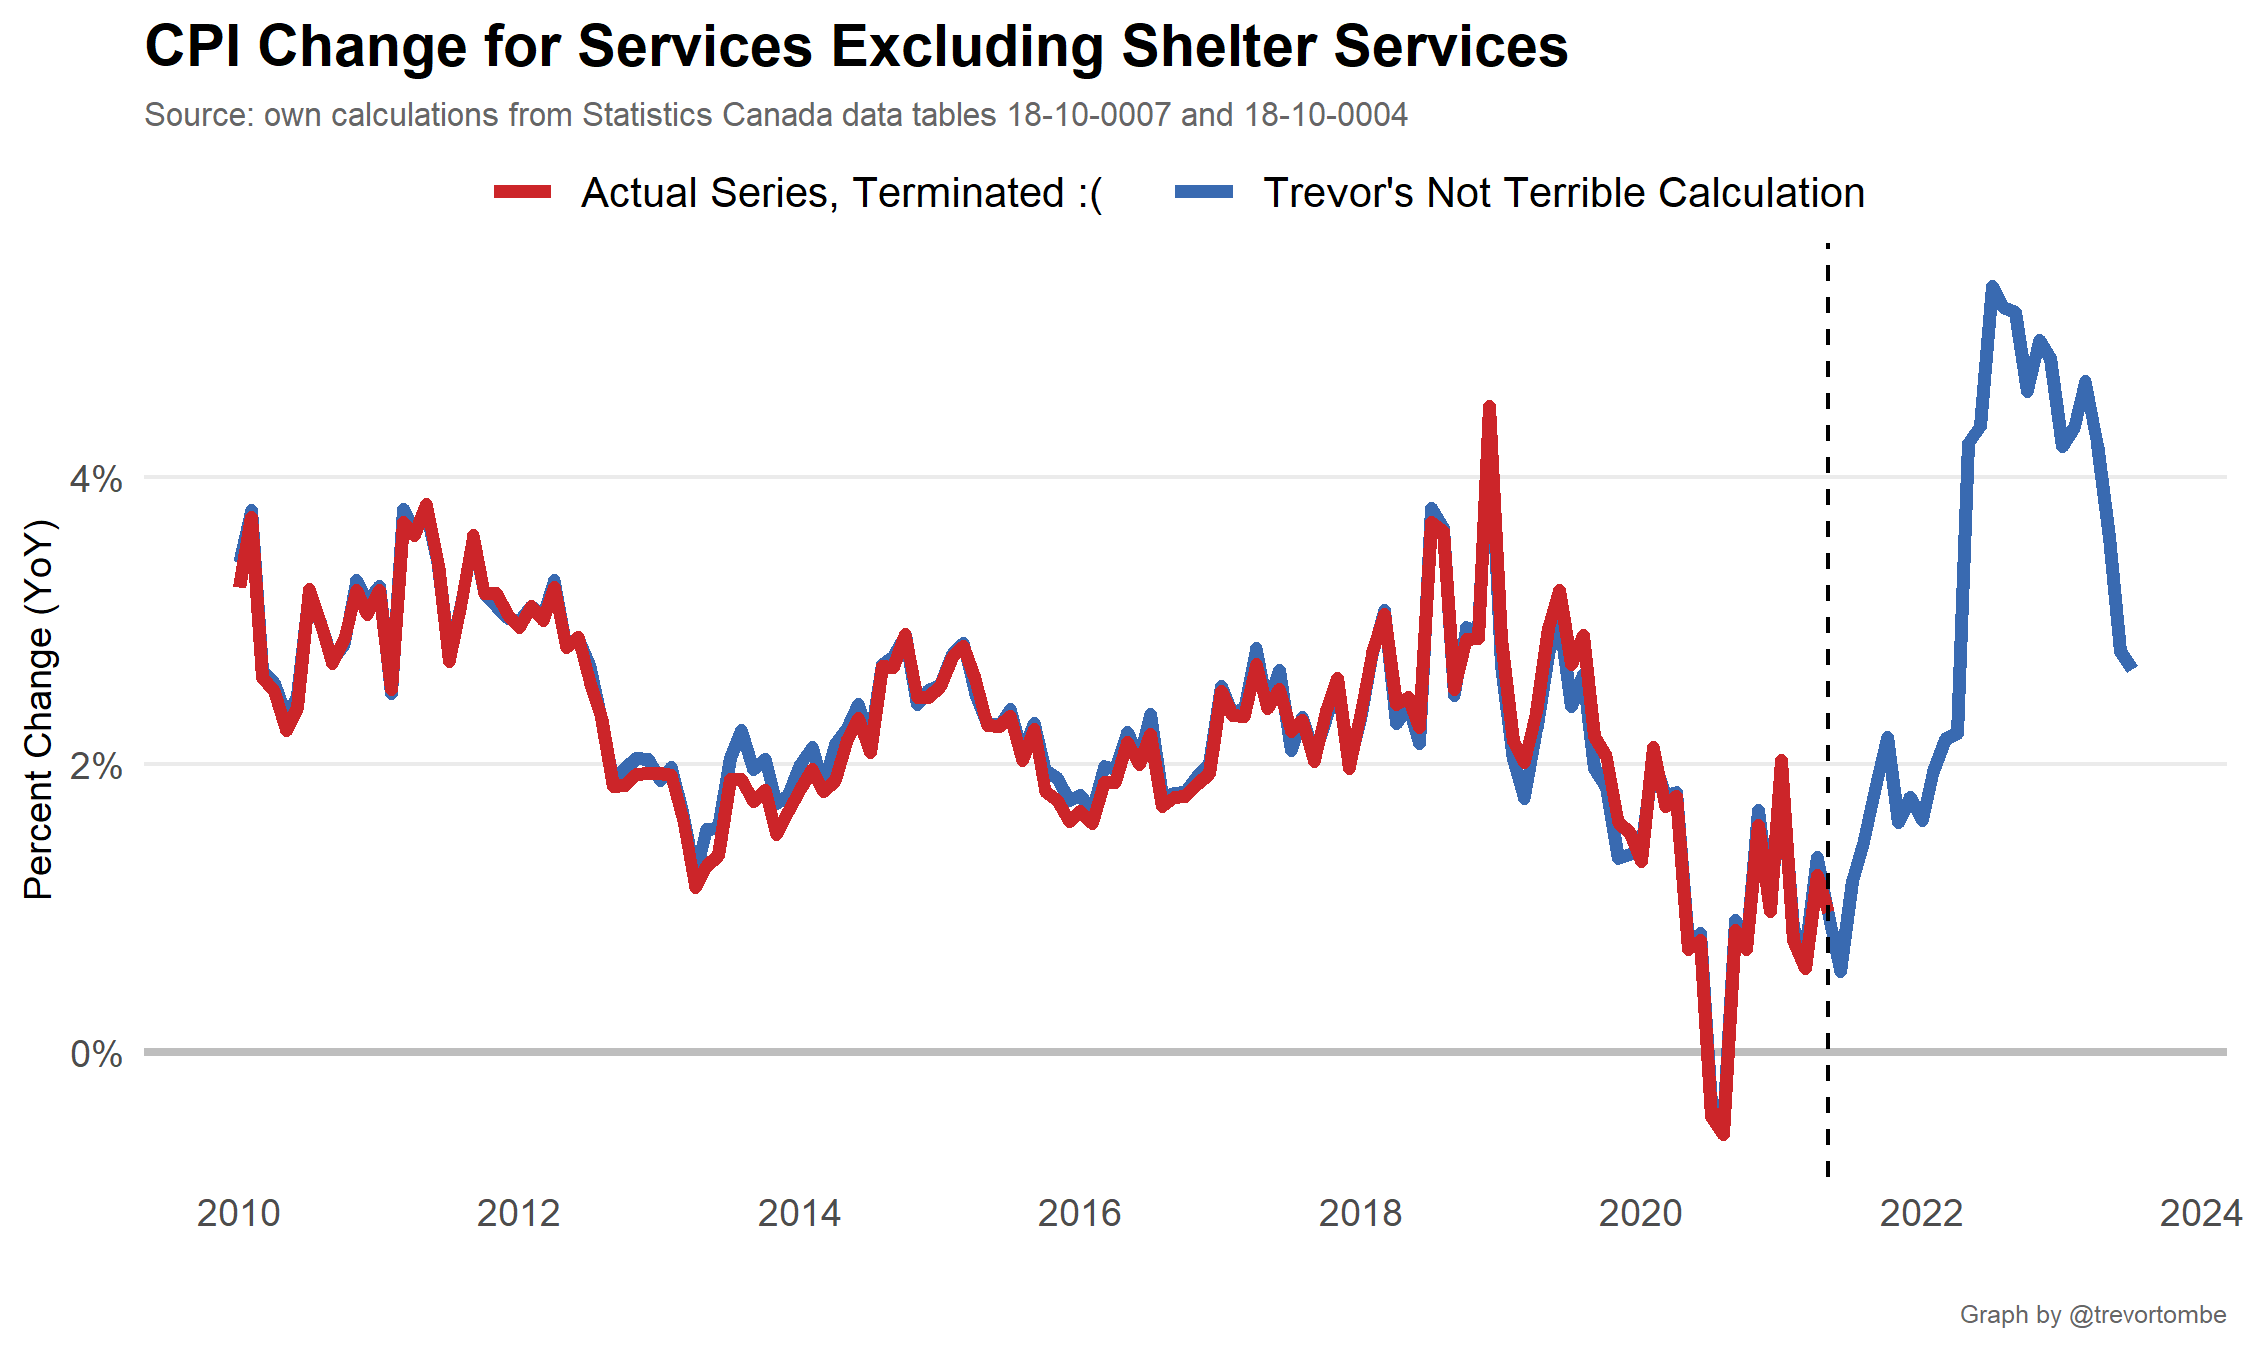 CPI Change for Services Excluding Shelter Services
Source: own calculations from Statistics Canada data tables 18-10-0007 and 18-10-0004
Actual Series, Terminated :(
Trevor's Not Terrible Calculation
Percent Change (YoY)
4%
2%
0%
2010 2012 2014 2016 2018 2020 2022 2024
Graph by @trevortombe